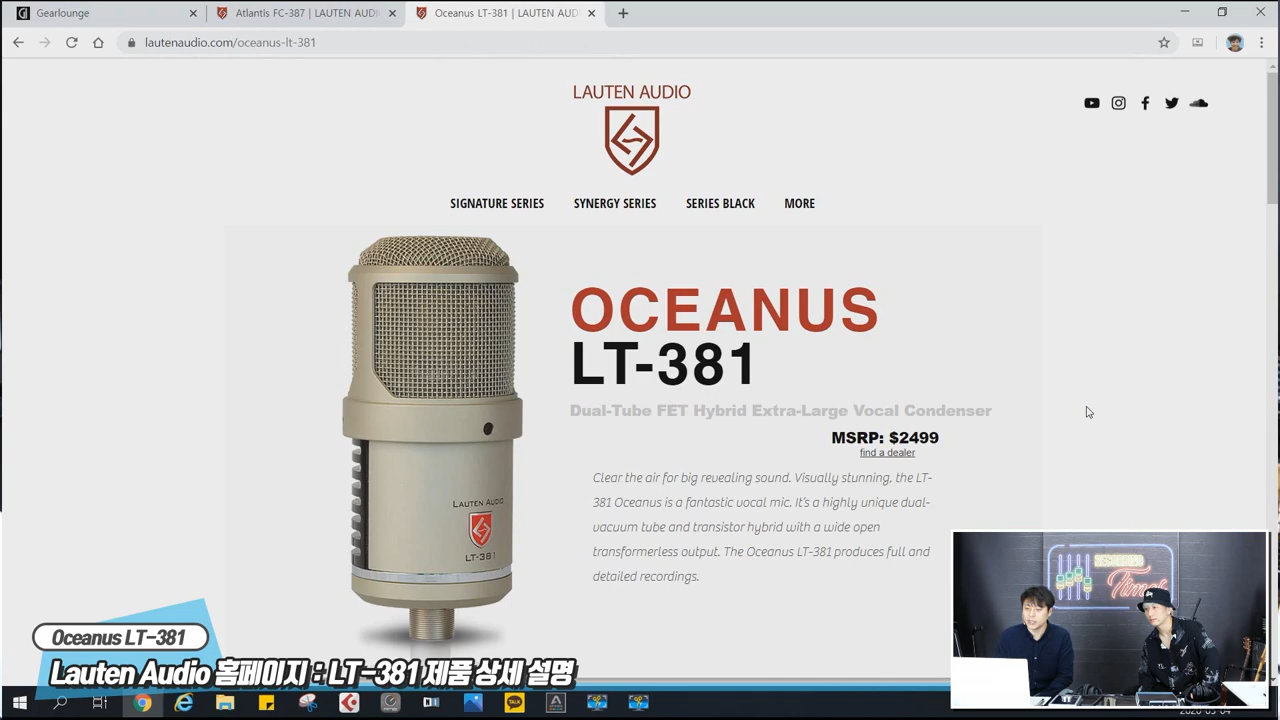 Gearlounge
Atlantis FC-387 | LAUTEN AUDI
Oceanus LT-381 | LAUTEN AUD
lautenaudio.com/oceanus-lt-381
LAUTEN AUDIO
SIGNATURE SERIES
SYNERGY SERIES
SERIES BLACK
MORE
OCEANUS
LT-381
Dual-Tube FET Hybrid Extra-Large Vocal Condenser
MSRP: $2499
find a dealer
Clear the air for big revealing sound. Visually stunning, the LT-
381 Oceanus is a fantastic vocal mic. It's a highly unique dual-
vacuum tube and transistor hybrid with a wide open
transformerless output. The Oceanus LT-381 produces full and
detailed recordings.
LAUTEN AUDIO
LT-381
Times
Oceanus LT-381
Lauten Audio 홈페이지 : LT-381 제품 상세 설명
TALK